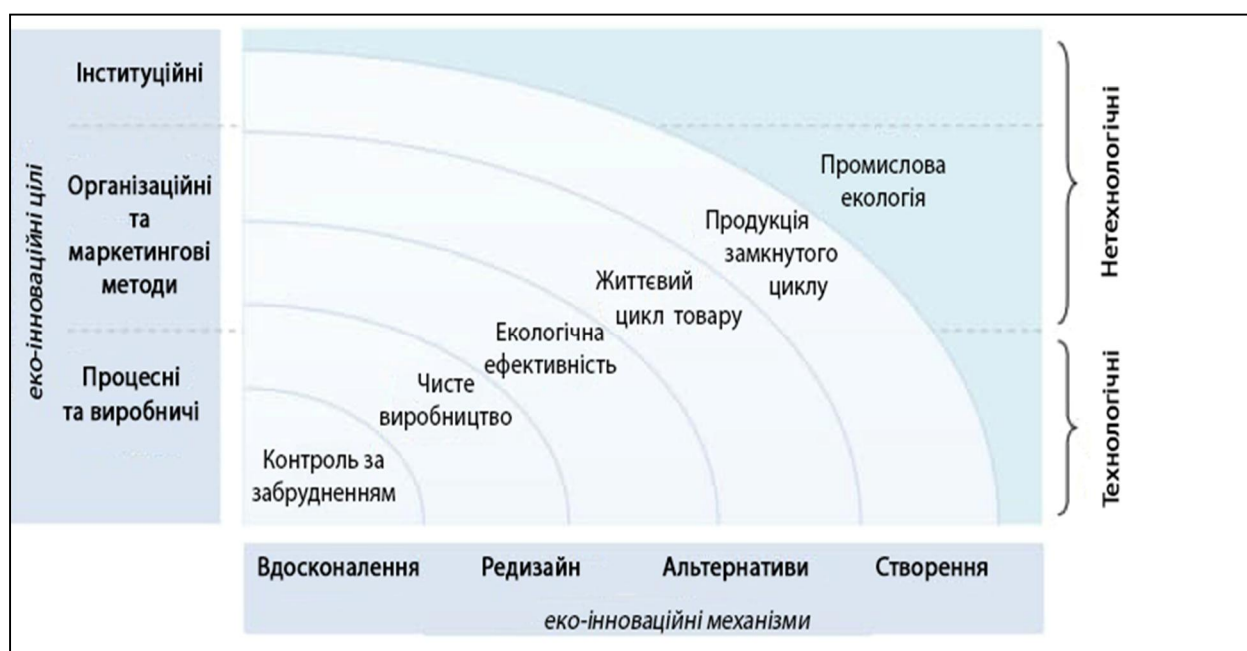 еко-інноваційні цілі
Інституційні
Організаційні
та
маркетингові
методи
Процесні
та виробничі
Промислова
екологія
Продукція
замкнутого
циклу
Життєвий
цикл товару
Екологічна
ефективність
Чисте
виробництво
Контроль за
забрудненням
Нетехнологічні
Технологічні
Вдосконалення Редизайн Альтернативи Створення
еко-інноваційні механізми